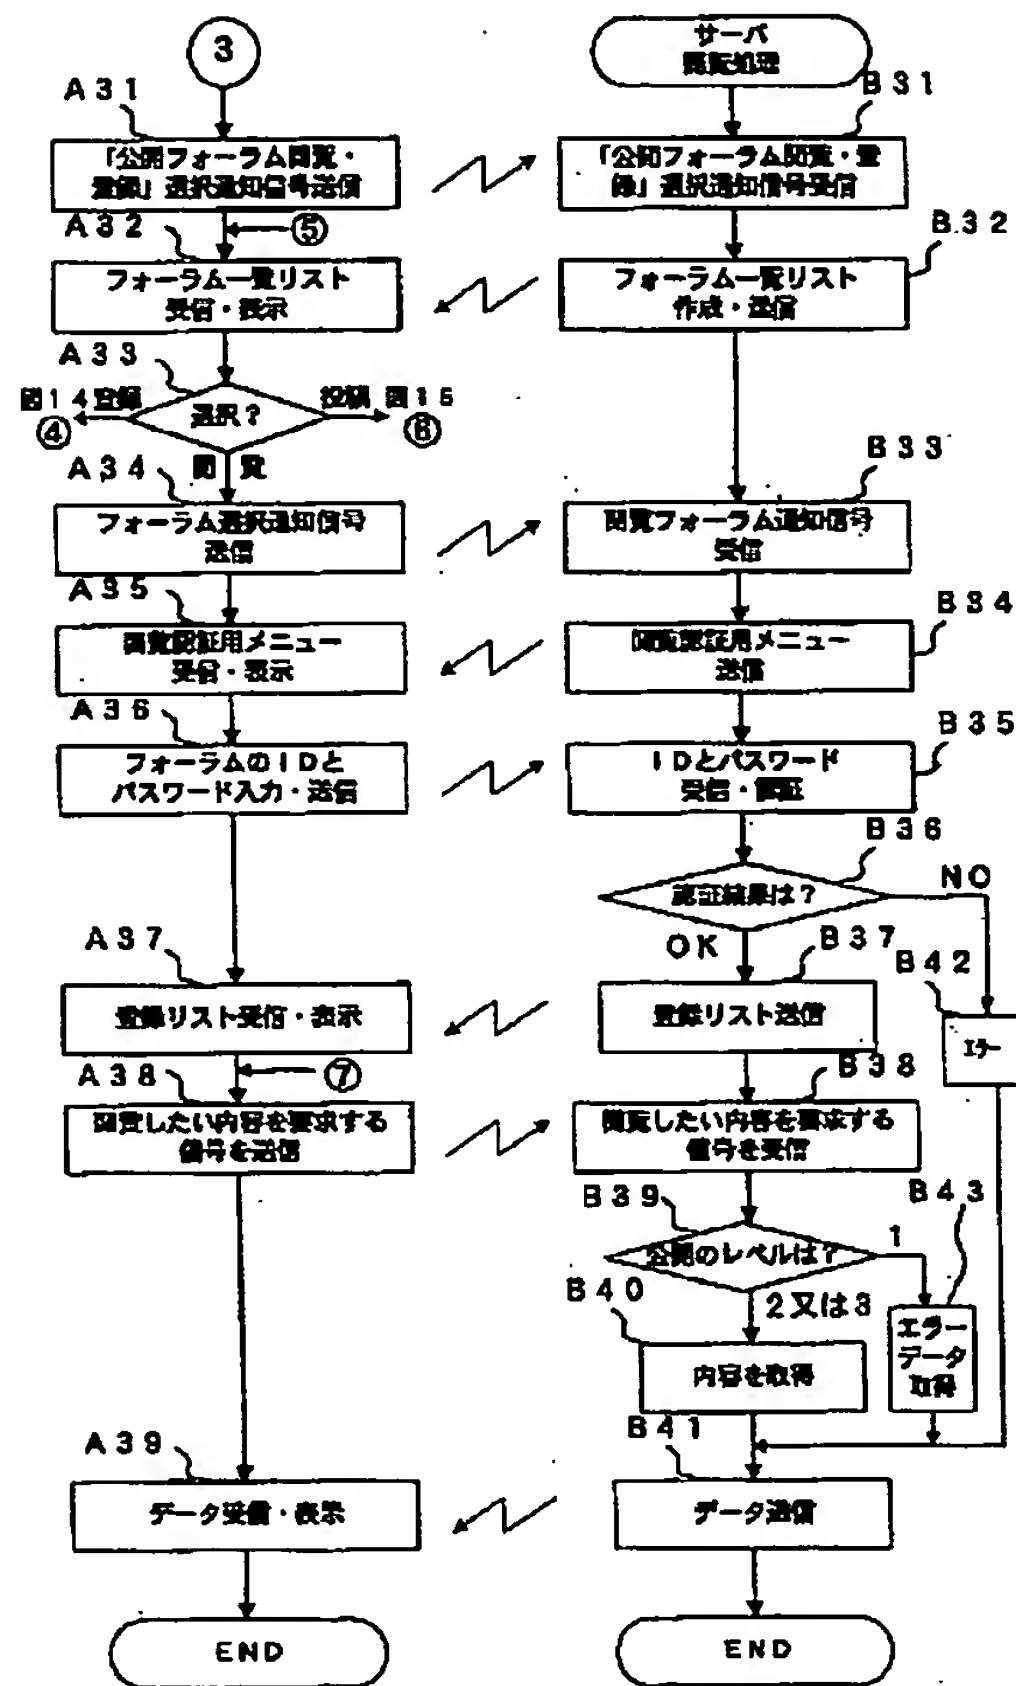 3
サーバ
閲覧処理
A31
B31
「公開フォーラム閲覧・
登録」選択通知信号送信
「公開フォーラム閲覧・登
録」選択通知信号受信
A32
⑤
B32
フォーラム一覧リスト
受信・表示
フォーラム一覧リスト
作成・送信
A33
図14登録
④
選択?
投稿 図15
⑥
閲覧
A34
B33
フォーラム選択通知信号
送信
閲覧フォーラム通知信号
受信
A35
B34
閲覧認証用メニュー
受信・表示
閲覧認証用メニュー
送信
A36
B35
フォーラムのIDと
パスワード入力・送信
IDとパスワード
受信・認証
B36
認証結果は?
NO
OK
A37
B37
B42
登録リスト受信・表示
登録リスト送信
エラー
A38
⑦
B38
閲覧したい内容を要求する
信号を送信
閲覧したい内容を要求する
信号を受信
B39
B43
公開のレベルは?
1
B40
2又は3
エラー
データ
取得
内容を取得
B41
A39
データ受信・表示
データ送信
END
END